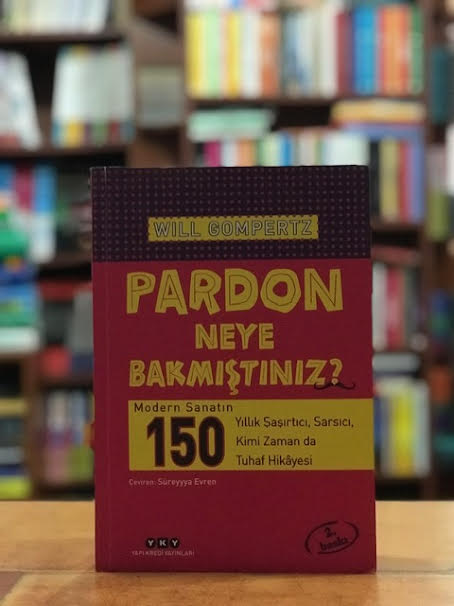 WILL GOMPERTZ
PARDON
NEYE
BAKMIŞTINIZ?
Modern Sanatın
150
Yıllık Şaşırtıcı, Sarsıcı,
Kimi Zaman da
Tuhaf Hikâyesi
Çeviren: Süreyyya Evren
YKY
YAPI KREDİ YAYINLARI
2. baskı